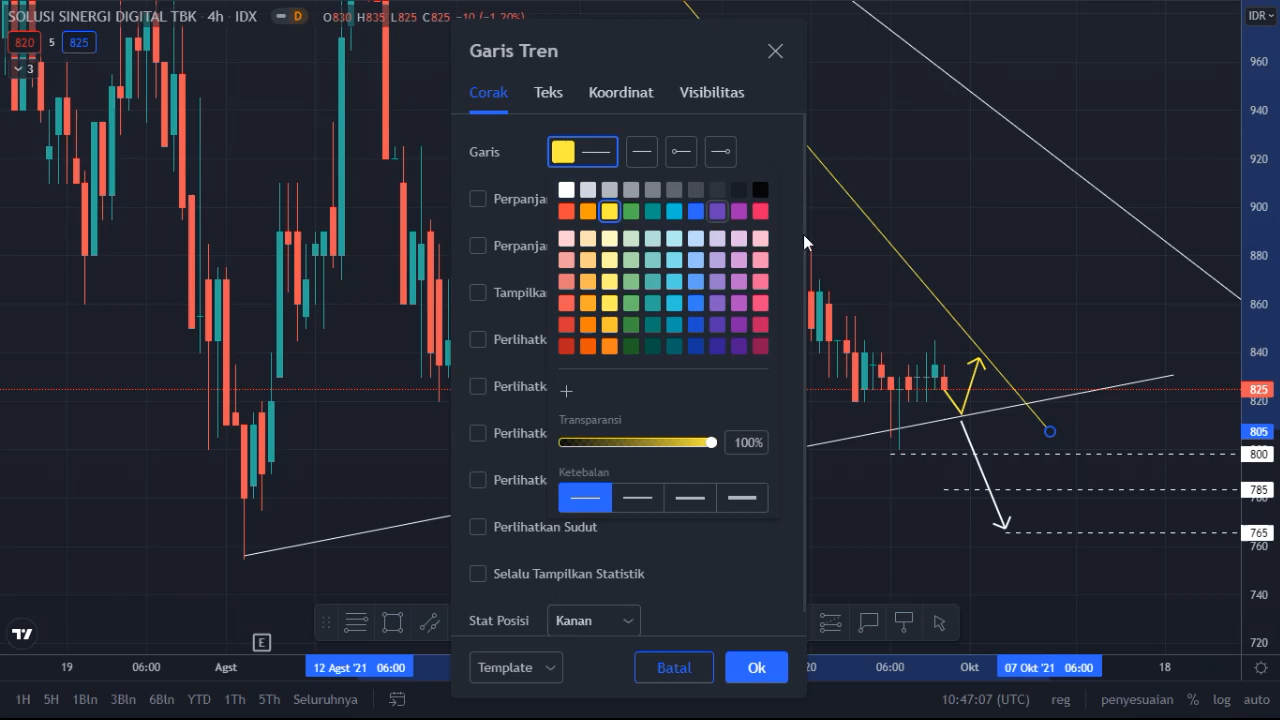 SOLUSI SINERGI DIGITAL TBK · 4h · IDX D O830 H835 L825 C825 −10 (−1.20%)
IDR
820 5 825
3
Garis Tren
Corak Teks Koordinat Visibilitas
Garis
Perpanja
Perpanja
Tampilka
Perlihatk
Perlihatk
Perlihatk
Perlihatk
Perlihatkan Sudut
Selalu Tampilkan Statistik
Transparansi
100%
Ketebalan
Stat Posisi Kanan
Template Batal Ok
960
940
920
900
880
860
840
825
820
805
800
785
765
760
740
720
E
19 06:00 Agst 12 Agst '21 06:00 20 06:00 Okt 07 Okt '21 06:00 18
1H 5H 1Bln 3Bln 6Bln YTD 1Th 5Th Seluruhnya 10:47:07 (UTC) reg penyesuaian % log auto